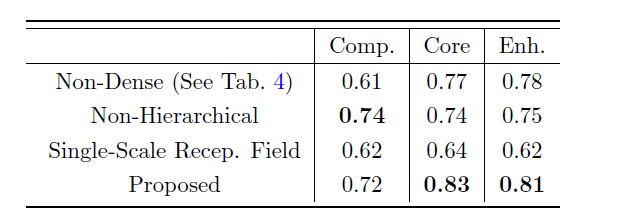 Comp. Core Enh.
Non-Dense (See Tab. 4) 0.61 0.77 0.78
Non-Hierarchical 0.74 0.74 0.75
Single-Scale Recep. Field 0.62 0.64 0.62
Proposed 0.72 0.83 0.81